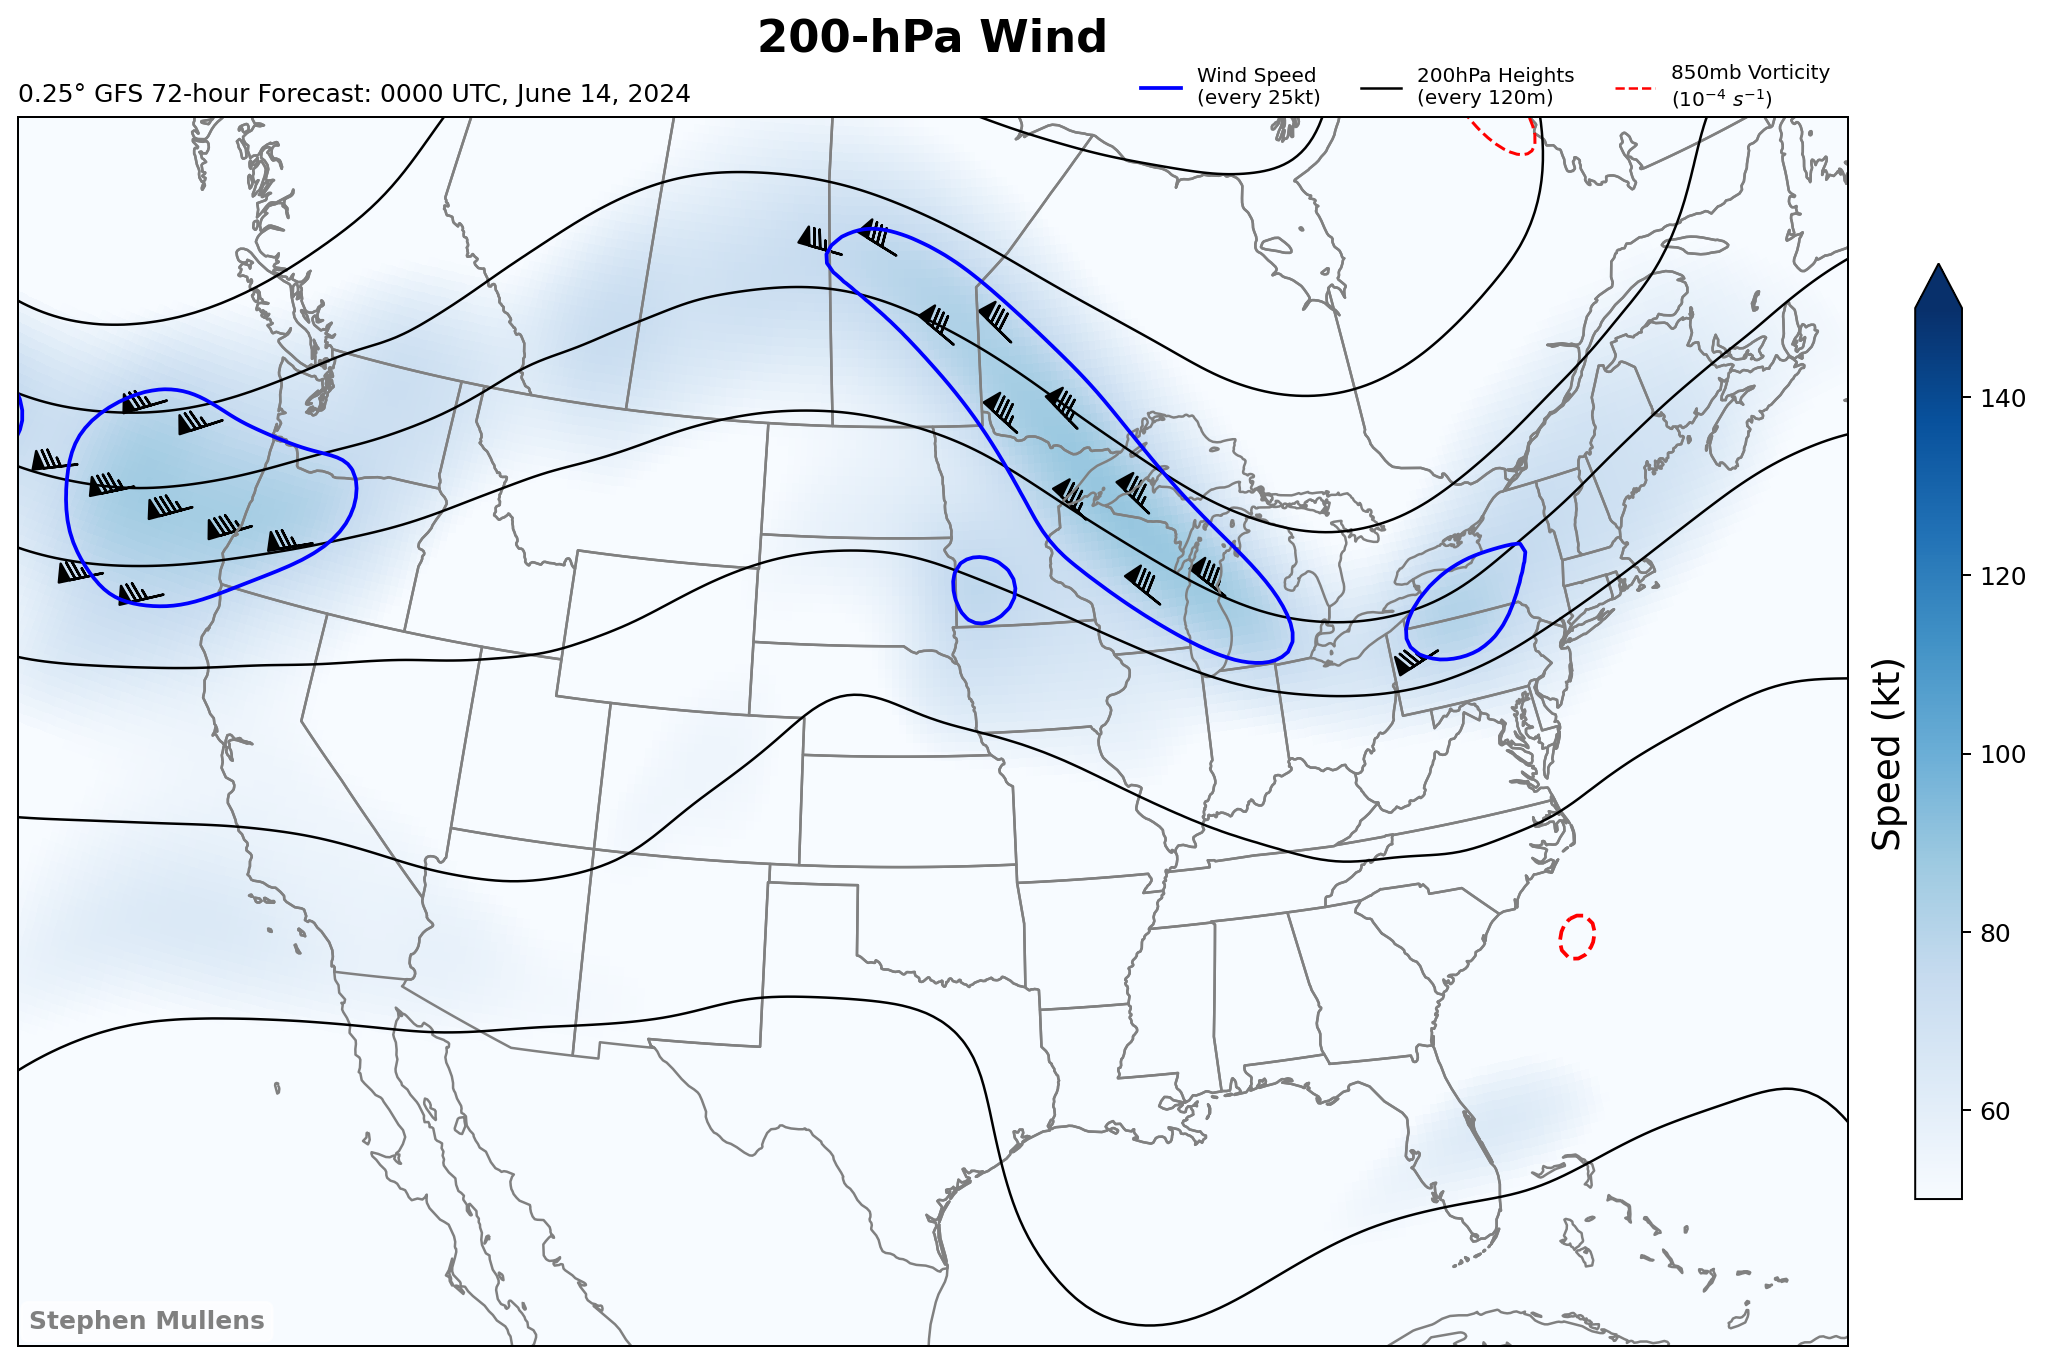 200-hPa Wind
0.25° GFS 72-hour Forecast: 0000 UTC, June 14, 2024
Wind Speed
(every 25kt)
200hPa Heights
(every 120m)
850mb Vorticity
(10⁻⁴ s⁻¹)
140
120
100
80
60
Speed (kt)
Stephen Mullens